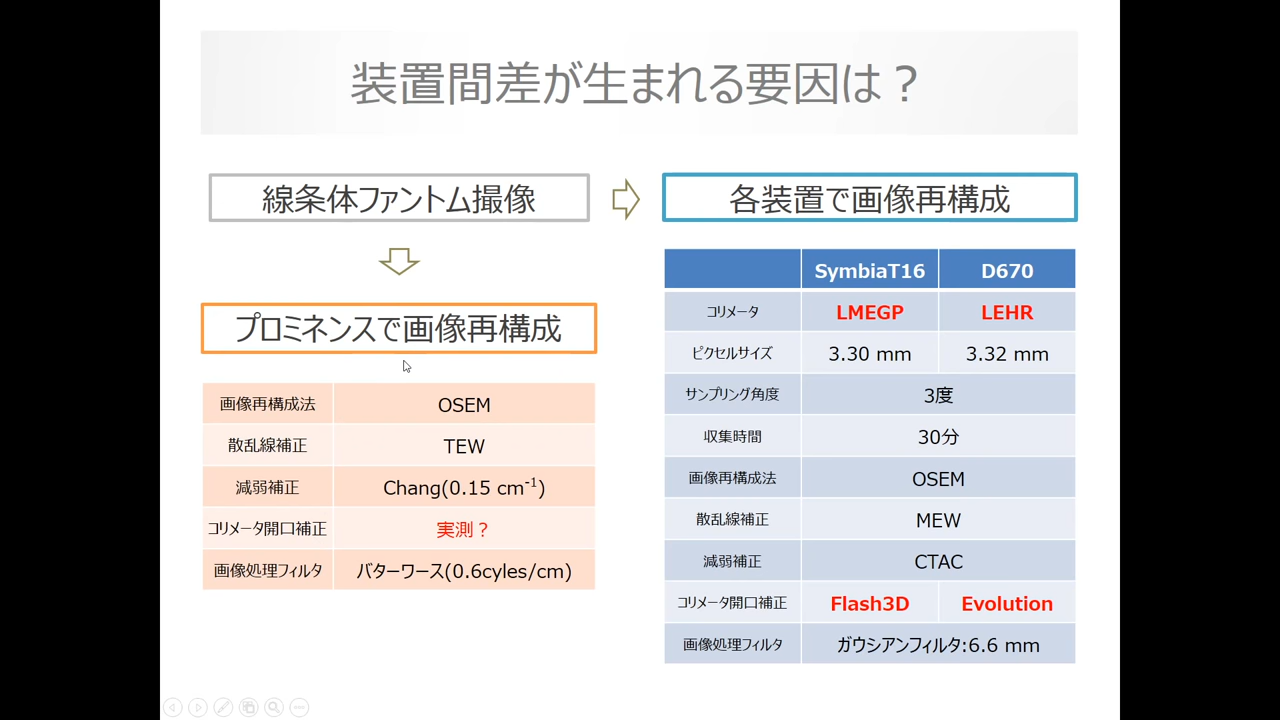 装置間差が生まれる要因は？
線条体ファントム撮像
各装置で画像再構成
プロミネンスで画像再構成
画像再構成法 OSEM
散乱線補正 TEW
減弱補正 Chang(0.15 cm-1)
コリメータ開口補正 実測？
画像処理フィルタ バターワース(0.6cyles/cm)
SymbiaT16 D670
コリメータ LMEGP LEHR
ピクセルサイズ 3.30 mm 3.32 mm
サンプリング角度 3度
収集時間 30分
画像再構成法 OSEM
散乱線補正 MEW
減弱補正 CTAC
コリメータ開口補正 Flash3D Evolution
画像処理フィルタ ガウシアンフィルタ:6.6 mm